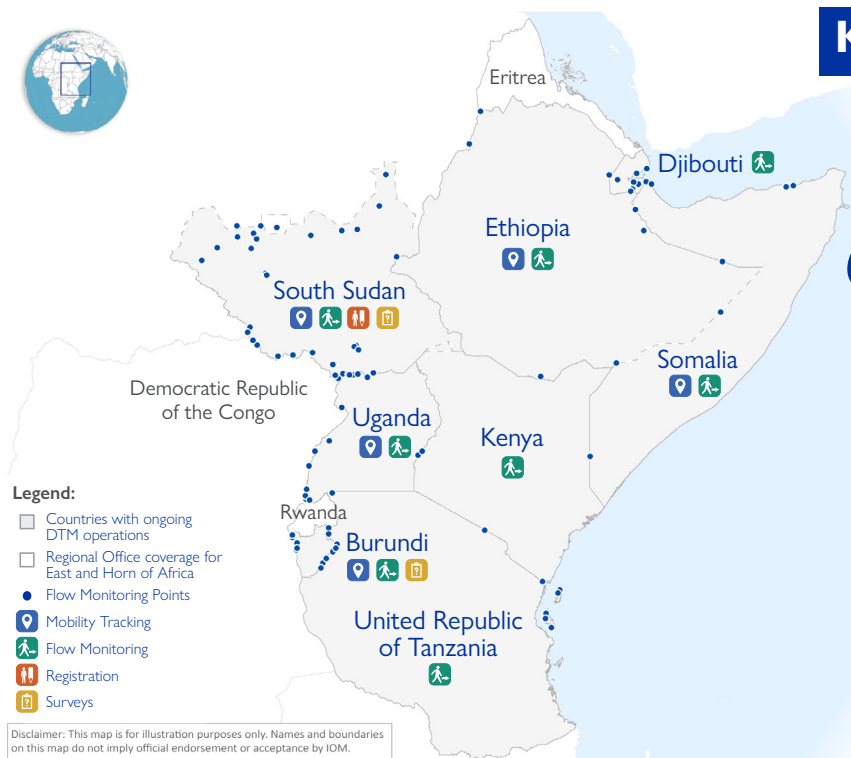 K
Eritrea
Djibouti
Ethiopia
South Sudan
Somalia
Democratic Republic
of the Congo
Uganda
Kenya
Legend:
Countries with ongoing
DTM operations
Regional Office coverage for
East and Horn of Africa
Flow Monitoring Points
Mobility Tracking
Flow Monitoring
Registration
Surveys
Rwanda
Burundi
United Republic
of Tanzania
Disclaimer: This map is for illustration purposes only. Names and boundaries
on this map do not imply official endorsement or acceptance by IOM.